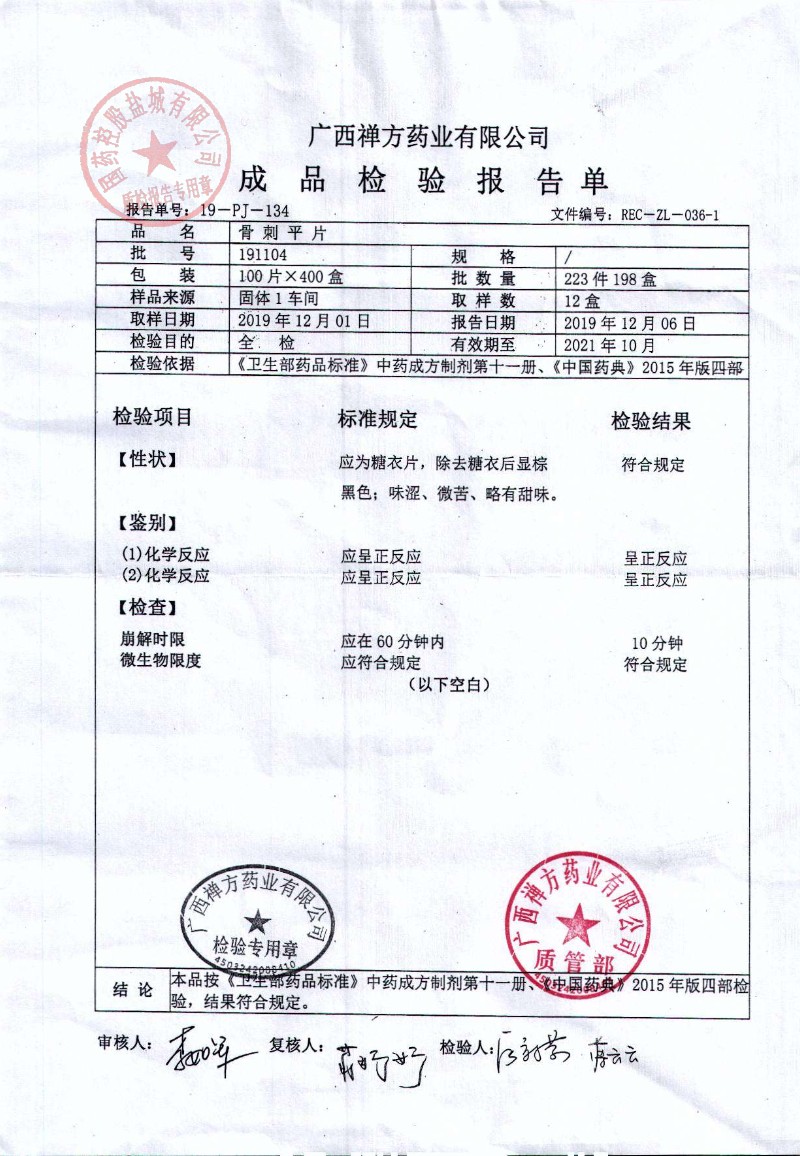 国药控股盐城有限公司
质检报告专用章
广西禅方药业有限公司
成品检验报告单
报告单号：19-PJ-134 文件编号：REC-ZL-036-1
品名 骨刺平片
批号 191104 规格 /
包装 100片×400盒 批数量 223件198盒
样品来源 固体1车间 取样数 12盒
取样日期 2019年12月01日 报告日期 2019年12月06日
检验目的 全检 有效期至 2021年10月
检验依据 《卫生部药品标准》中药成方制剂第十一册、《中国药典》2015年版四部
检验项目 标准规定 检验结果
【性状】 应为糖衣片，除去糖衣后显棕 符合规定
黑色；味涩、微苦、略有甜味。
【鉴别】
(1)化学反应 应呈正反应 呈正反应
(2)化学反应 应呈正反应 呈正反应
【检查】
崩解时限 应在60分钟内 10分钟
微生物限度 应符合规定 符合规定
（以下空白）
广西禅方药业有限公司
检验专用章
广西禅方药业有限公司
质管部
结论 本品按《卫生部药品标准》中药成方制剂第十一册、《中国药典》2015年版四部检
验，结果符合规定。
审核人： 复核人： 检验人：